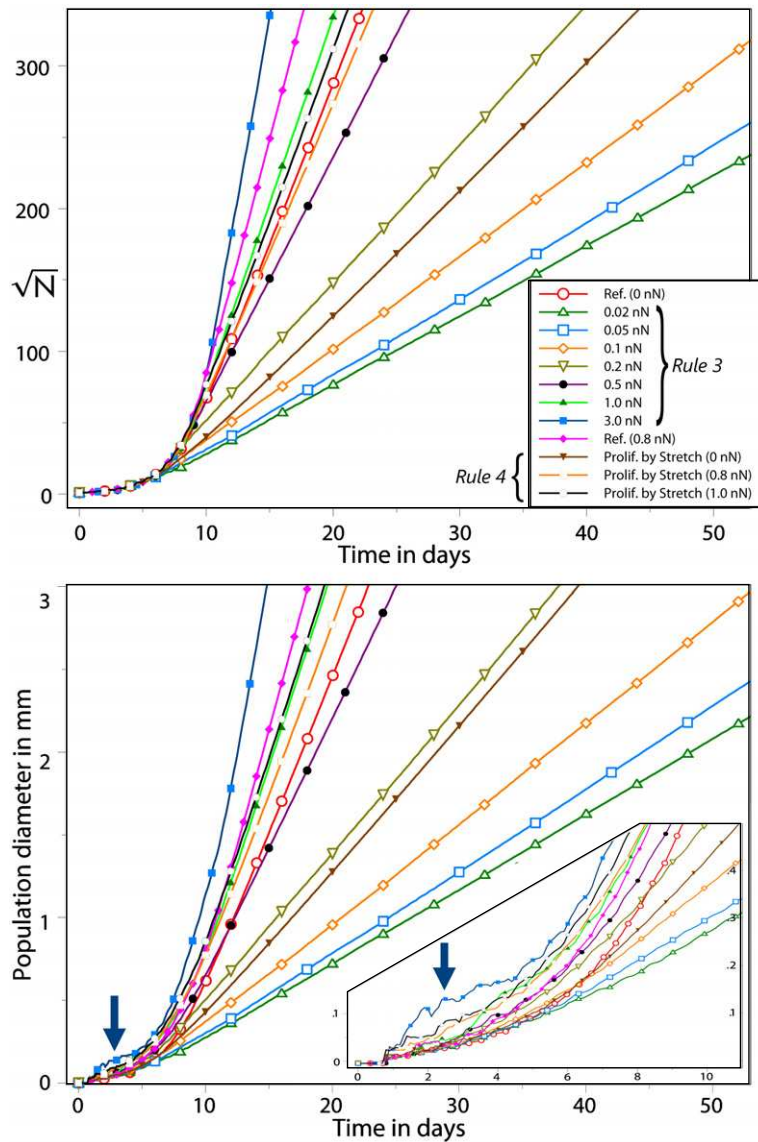 300
200
√N
100
0
Ref. (0 nN)
0.02 nN
0.05 nN
0.1 nN
0.2 nN
0.5 nN
1.0 nN
3.0 nN
Rule 3
Ref. (0.8 nN)
Prolif. by Stretch (0 nN)
Prolif. by Stretch (0.8 nN)
Prolif. by Stretch (1.0 nN)
Rule 4
0 10 20 30 40 50
Time in days
3
2
1
0
Population diameter in mm
.4
.3
.2
.1
.1
0
0 2 4 6 8 10
0 10 20 30 40 50
Time in days